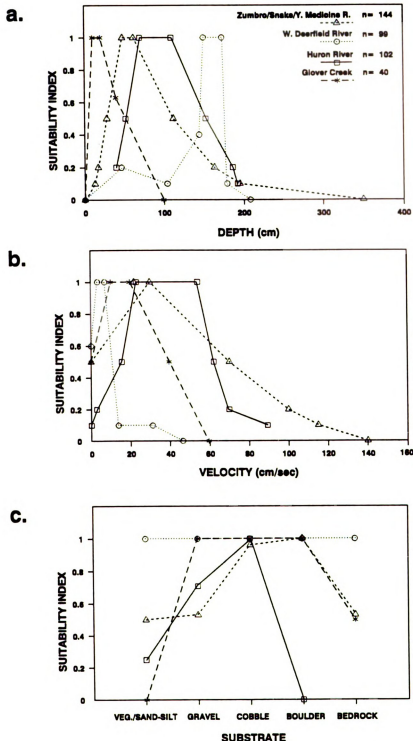 a.
Zumbro/Snake/Y. Medicine R. n= 144
W. Deerfield River n= 99
Huron River n= 102
Glover Creek n= 40
SUITABILITY INDEX
1
0.8
0.6
0.4
0.2
0
0 100 200 300 400
DEPTH (cm)
b.
SUITABILITY INDEX
1
0.8
0.6
0.4
0.2
0
0 20 40 60 80 100 120 140 160
VELOCITY (cm/sec)
c.
SUITABILITY INDEX
1
0.8
0.6
0.4
0.2
0
VEG./SAND-SILT GRAVEL COBBLE BOULDER BEDROCK
SUBSTRATE